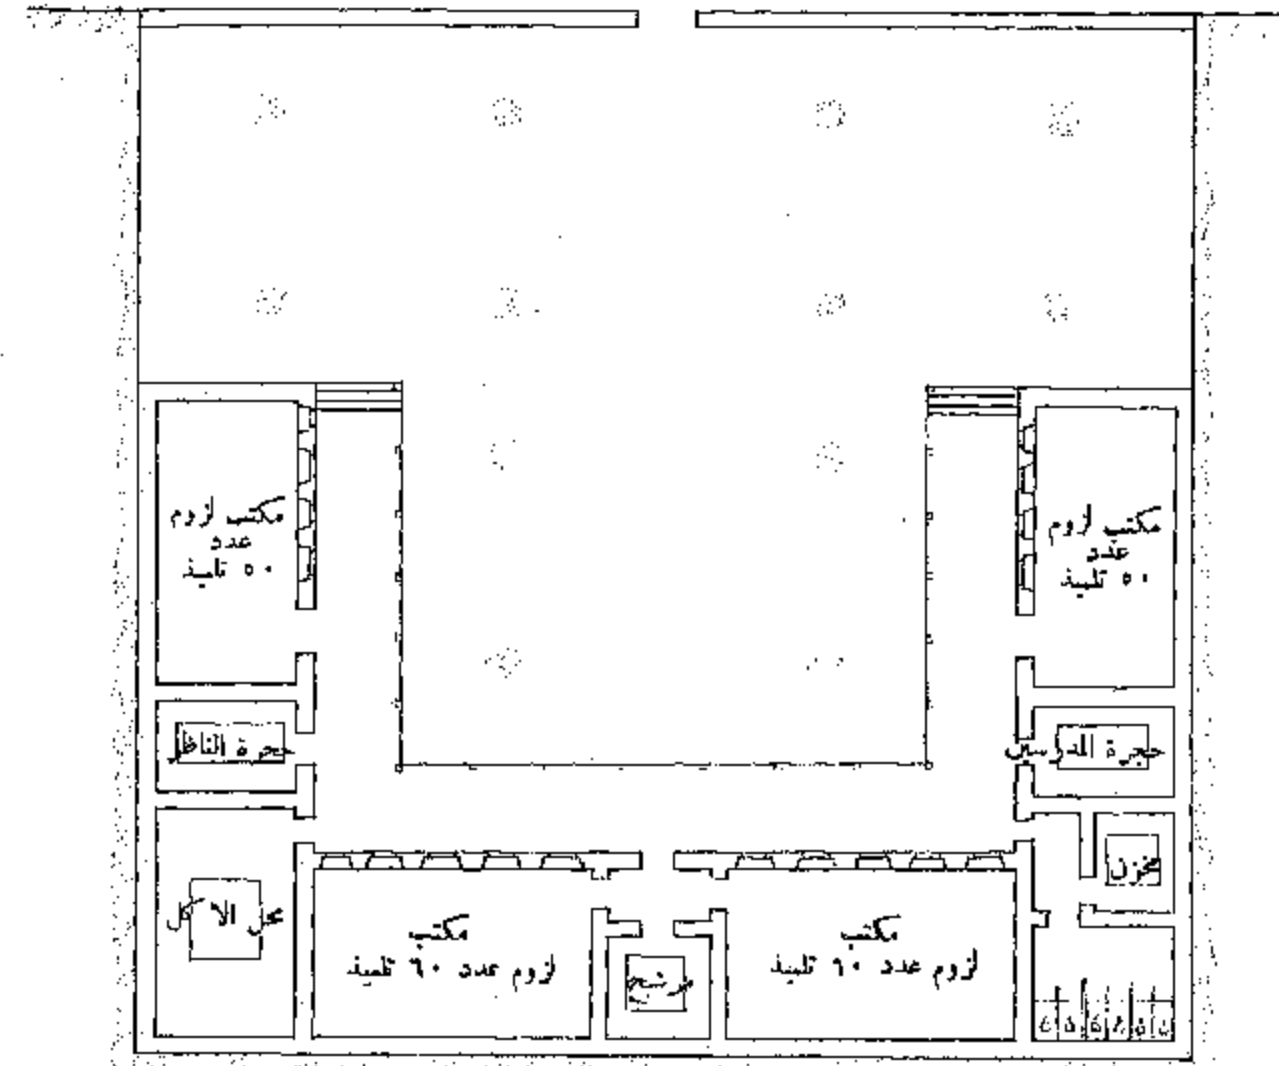 مكتب لزوم
عدد
٥٠ تلميذ
مكتب لزوم
عدد
٥٠ تلميذ
حجرة المدرسين
حجرة الناظر
مخزن
محل الاكل
مكتب
لزوم عدد ٦٠ تلميذ
مكتب
لزوم عدد ٦٠ تلميذ
مرشح